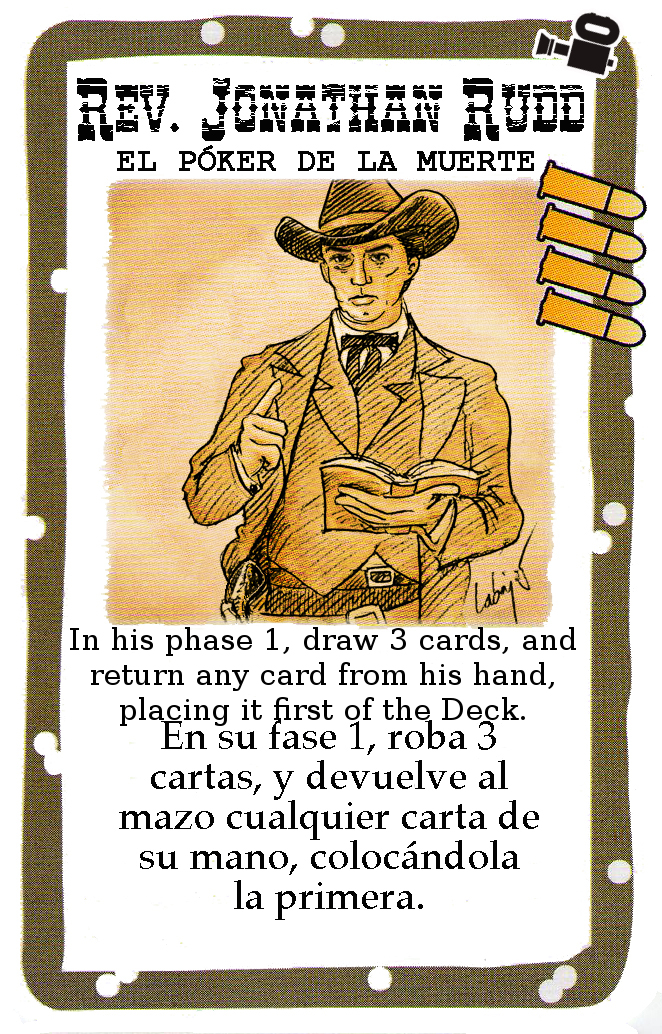 REV. JONATHAN RUDD
EL PÓKER DE LA MUERTE
Labajos
In his phase 1, draw 3 cards, and
return any card from his hand,
placing it first of the Deck.
En su fase 1, roba 3
cartas, y devuelve al
mazo cualquier carta de
su mano, colocándola
la primera.